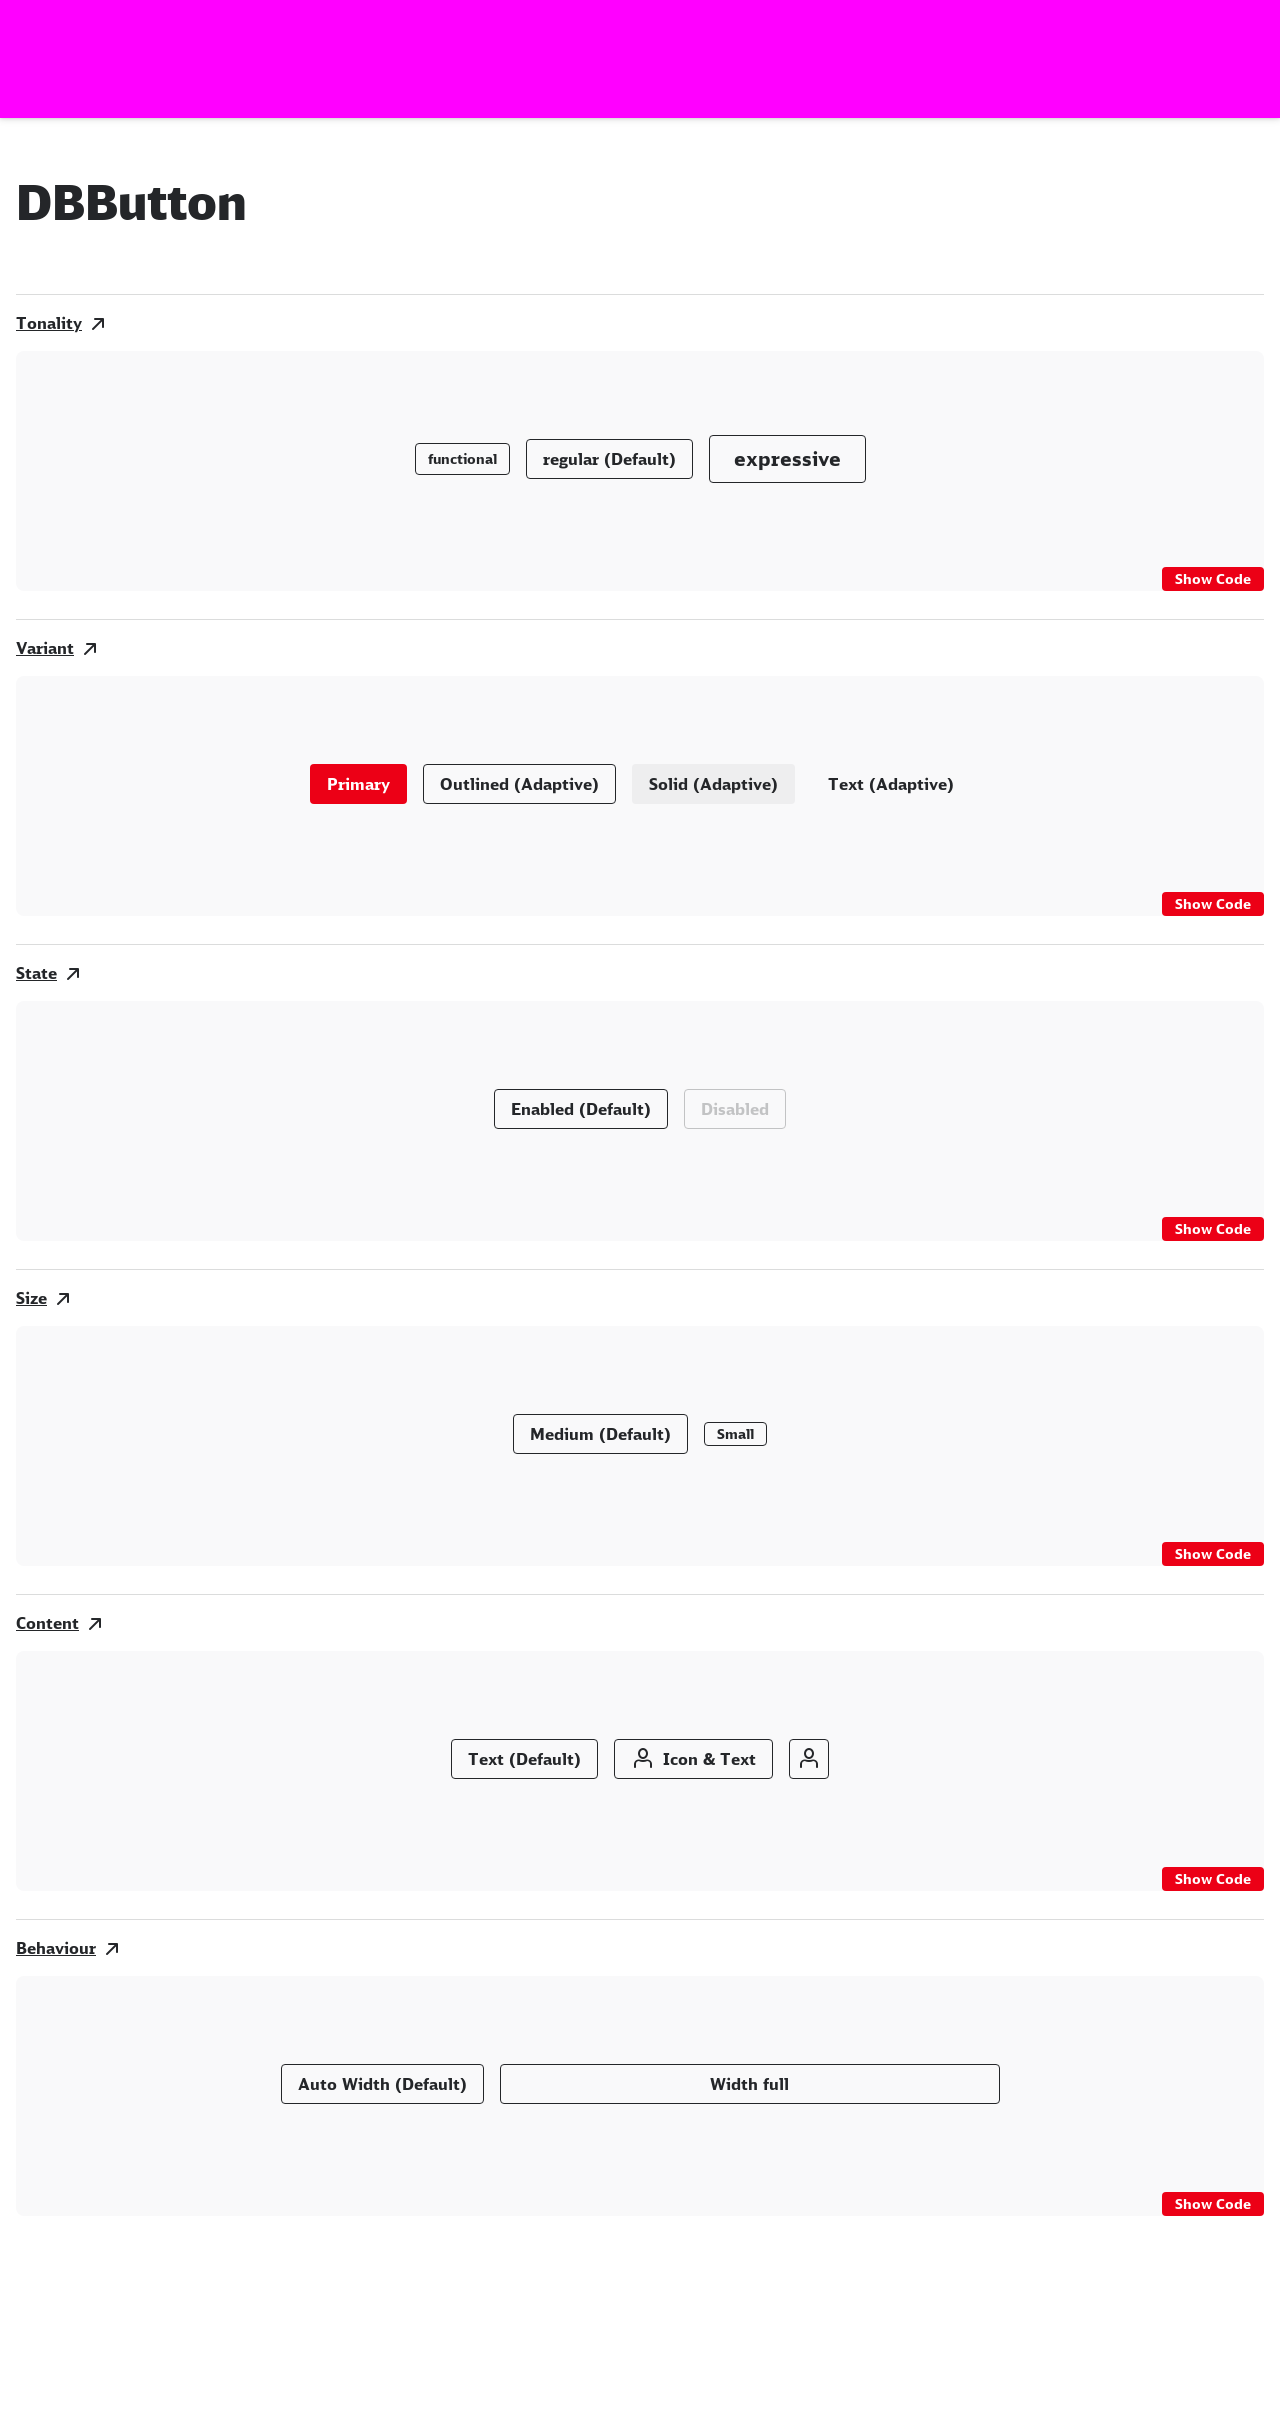 DBButton
Tonality
functional regular (Default) expressive
Show Code
Variant
Primary Outlined (Adaptive) Solid (Adaptive) Text (Adaptive)
Show Code
State
Enabled (Default) Disabled
Show Code
Size
Medium (Default) Small
Show Code
Content
Text (Default) Icon & Text
Show Code
Behaviour
Auto Width (Default) Width full
Show Code